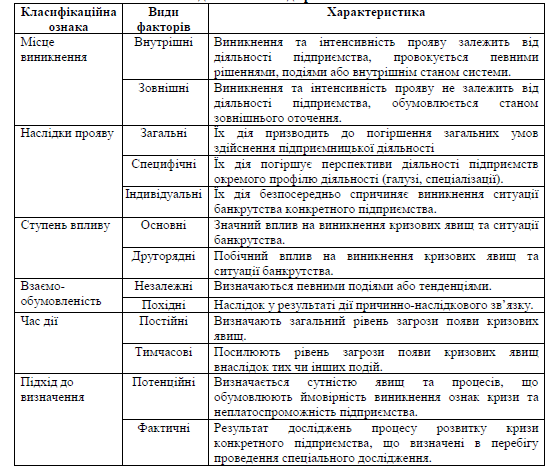 Класифікаційна ознака | Види факторів | Характеристика
Місце виникнення | Внутрішні | Виникнення та інтенсивність прояву залежить від
діяльності підприємства, провокується певними
рішеннями, подіями або внутрішнім станом системи.
Зовнішні | Виникнення та інтенсивність прояву не залежить від
діяльності підприємства, обумовлюється станом
зовнішнього оточення.
Наслідки прояву | Загальні | Їх дія призводить до погіршення загальних умов
здійснення підприємницької діяльності
Специфічні | Їх дія погіршує перспективи діяльності підприємств
окремого профілю діяльності (галузі, спеціалізації).
Індивідуальні | Їх дія безпосередньо спричиняє виникнення ситуації
банкрутства конкретного підприємства.
Ступень впливу | Основні | Значний вплив на виникнення кризових явищ та ситуації
банкрутства.
Другорядні | Побічний вплив на виникнення кризових явищ та
ситуації банкрутства.
Взаємо-обумовленість | Незалежні | Визначаються певними подіями або тенденціями.
Похідні | Наслідок у результаті дії причинно-наслідкового зв’язку.
Час дії | Постійні | Визначають загальний рівень загрози появи кризових
явищ.
Тимчасові | Посилюють рівень загрози появи кризових явищ
внаслідок тих чи інших подій.
Підхід до визначення | Потенційні | Визначається сутністю явищ та процесів, що
обумовлюють ймовірність виникнення ознак кризи та
неплатоспроможність підприємства.
Фактичні | Результат досліджень процесу розвитку кризи
конкретного підприємства, що визначені в перебігу
проведення спеціального дослідження.